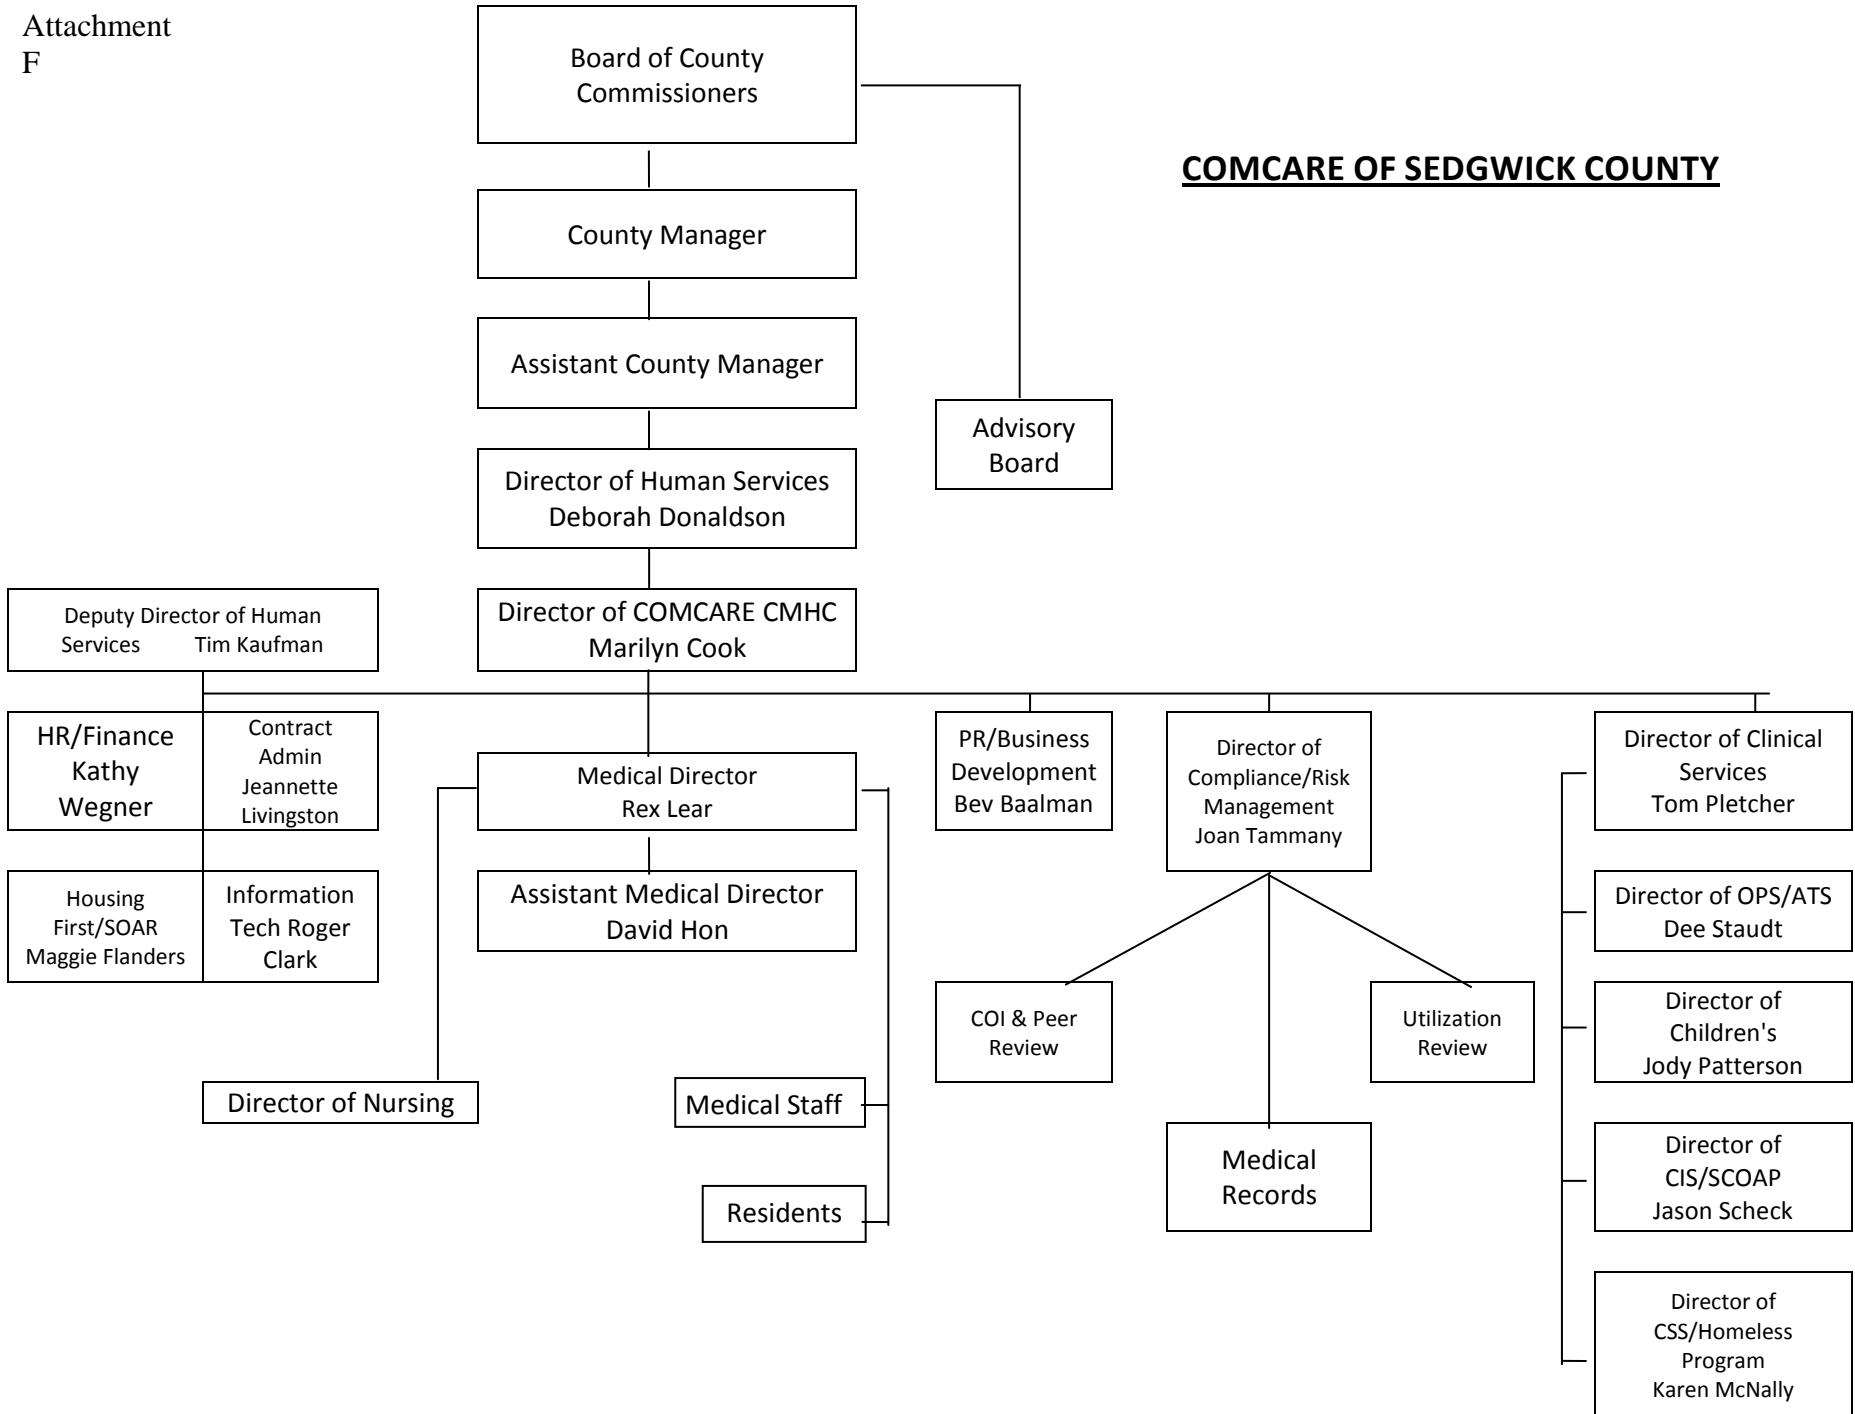 Attachment
F
Board of County
Commissioners
COMCARE OF SEDGWICK COUNTY
County Manager
Assistant County Manager
Advisory
Board
Director of Human Services
Deborah Donaldson
Deputy Director of Human
Services Tim Kaufman
Director of COMCARE CMHC
Marilyn Cook
HR/Finance
Kathy
Wegner
Contract
Admin
Jeannette
Livingston
Medical Director
Rex Lear
PR/Business
Development
Bev Baalman
Director of
Compliance/Risk
Management
Joan Tammany
Director of Clinical
Services
Tom Pletcher
Housing
First/SOAR
Maggie Flanders
Information
Tech Roger
Clark
Assistant Medical Director
David Hon
Director of OPS/ATS
Dee Staudt
COI & Peer
Review
Utilization
Review
Director of
Children's
Jody Patterson
Director of Nursing
Medical Staff
Medical
Records
Director of
CIS/SCOAP
Jason Scheck
Residents
Director of
CSS/Homeless
Program
Karen McNally